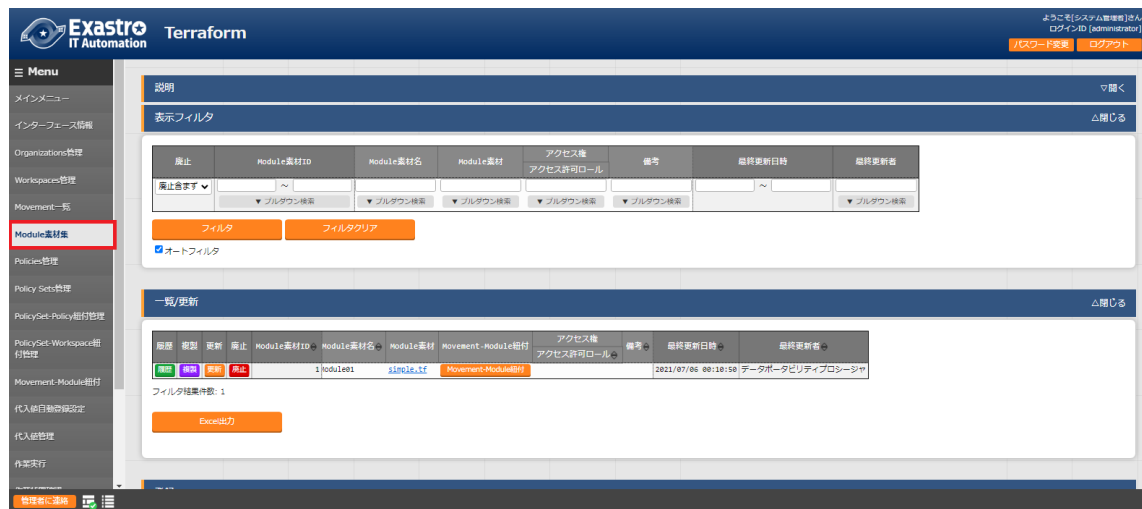 Exastro
IT Automation
Terraform
ようこそ[システム管理者]さん
ログインID [administrator]
パスワード変更
ログアウト
Menu
メインメニュー
インターフェース情報
Organizations管理
Workspaces管理
Movement一覧
Module素材集
Policies管理
Policy Sets管理
PolicySet-Policy紐付管理
PolicySet-Workspace紐
付管理
Movement-Module紐付
代入値自動登録設定
代入値管理
作業実行
管理者に連絡
説明
▽開く
表示フィルタ
△閉じる
廃止 Module素材ID Module素材名 Module素材 アクセス権 備考 最終更新日時 最終更新者
アクセス許可ロール
廃止含まず ～ ～
▼ プルダウン検索 ▼ プルダウン検索 ▼ プルダウン検索 ▼ プルダウン検索 ▼ プルダウン検索 ▼ プルダウン検索
フィルタ フィルタクリア
オートフィルタ
一覧/更新
△閉じる
履歴 複製 更新 廃止 Module素材ID Module素材名 Module素材 Movement-Module紐付 アクセス権 備考 最終更新日時 最終更新者
アクセス許可ロール
履歴 複製 更新 廃止 1 Module01 simple.tf Movement-Module紐付 2021/07/06 00:10:50 データポータビリティプロシージャ
フィルタ結果件数: 1
Excel出力